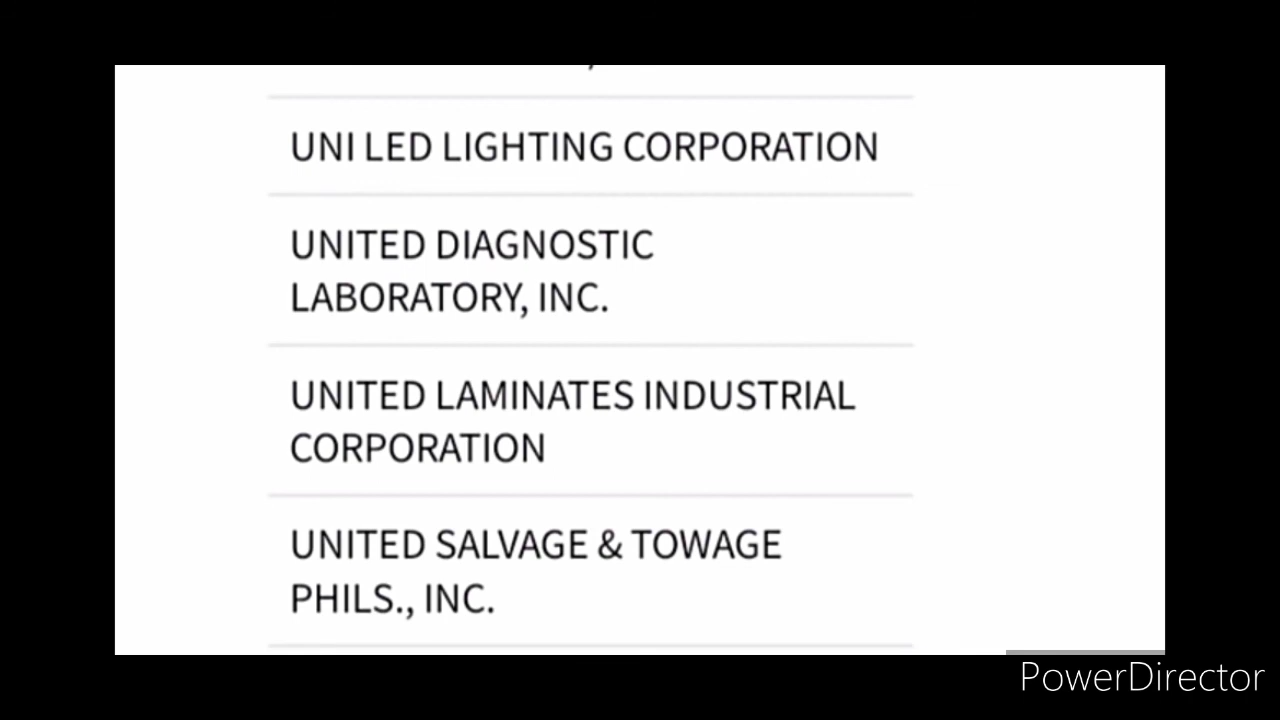 UNI LED LIGHTING CORPORATION
UNITED DIAGNOSTIC
LABORATORY, INC.
UNITED LAMINATES INDUSTRIAL
CORPORATION
UNITED SALVAGE & TOWAGE
PHILS., INC.
PowerDirector